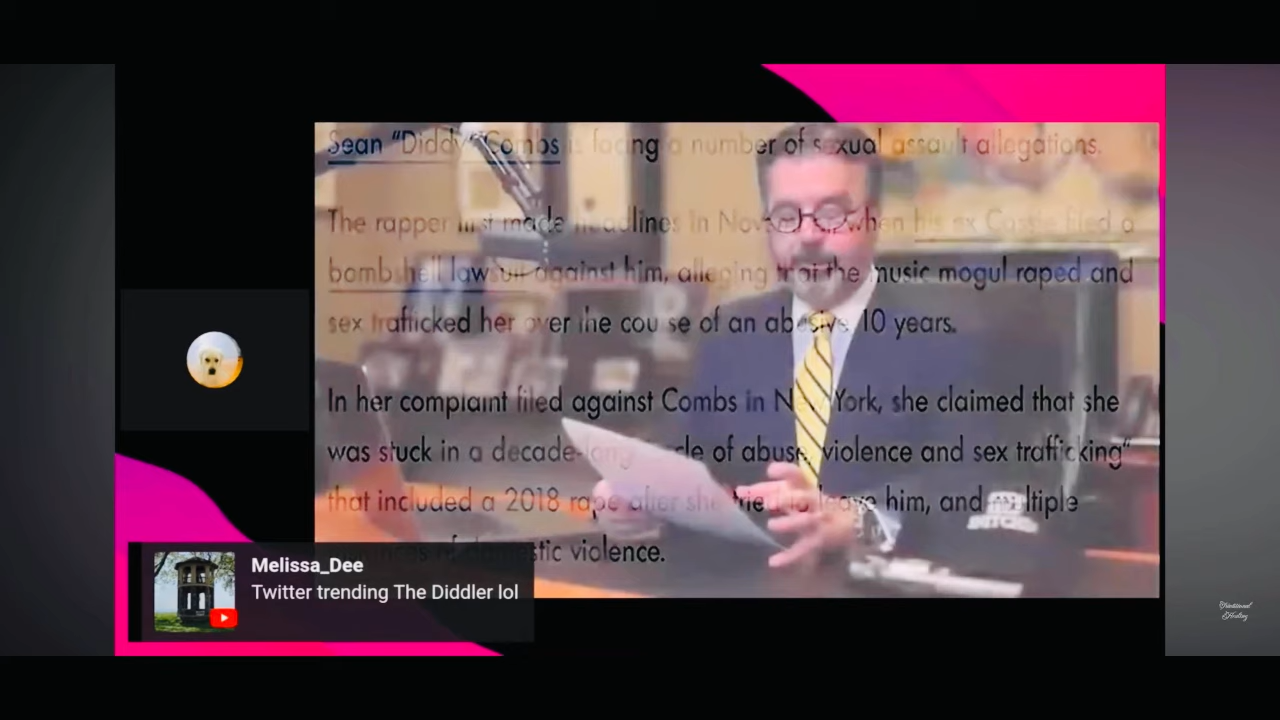 Sean “Diddy” Combs is facing a number of sexual assault allegations.
The rapper first made headlines in November when his ex Cassie filed a
bombshell lawsuit against him, alleging that the music mogul raped and
sex trafficked her over the course of an abusive 10 years.
In her complaint filed against Combs in New York, she claimed that she
was stuck in a decade-long cycle of abuse, violence and sex trafficking“
that included a 2018 rape after she tried to leave him, and multiple
of domestic violence.
Melissa_Dee
Twitter trending The Diddler lol
Traditional
Healing